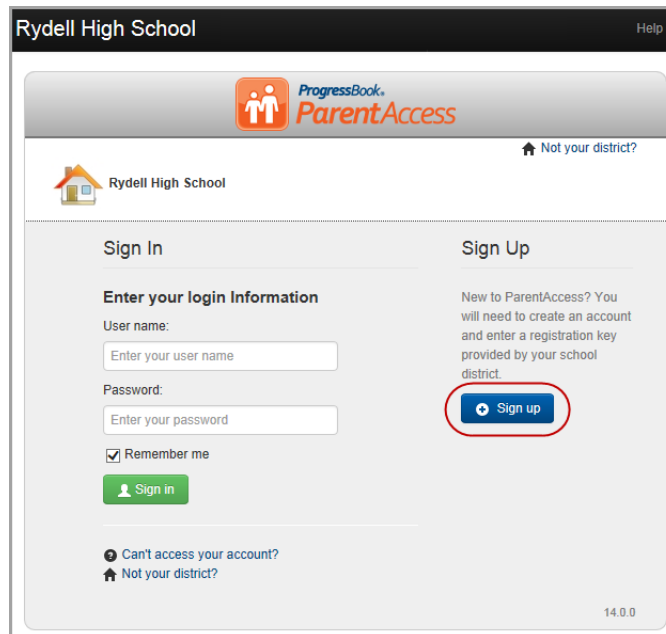 Rydell High School
Help
ProgressBook.
ParentAccess
Not your district?
Rydell High School
Sign In
Enter your login Information
User name:
Enter your user name
Password:
Enter your password
Remember me
Sign in
Can't access your account?
Not your district?
Sign Up
New to ParentAccess? You
will need to create an account
and enter a registration key
provided by your school
district.
Sign up
14.0.0